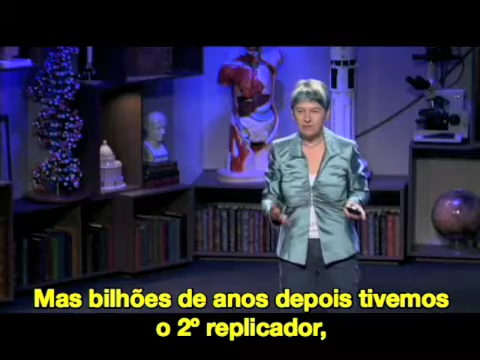 Mas bilhões de anos depois tivemos
o 2º replicador,